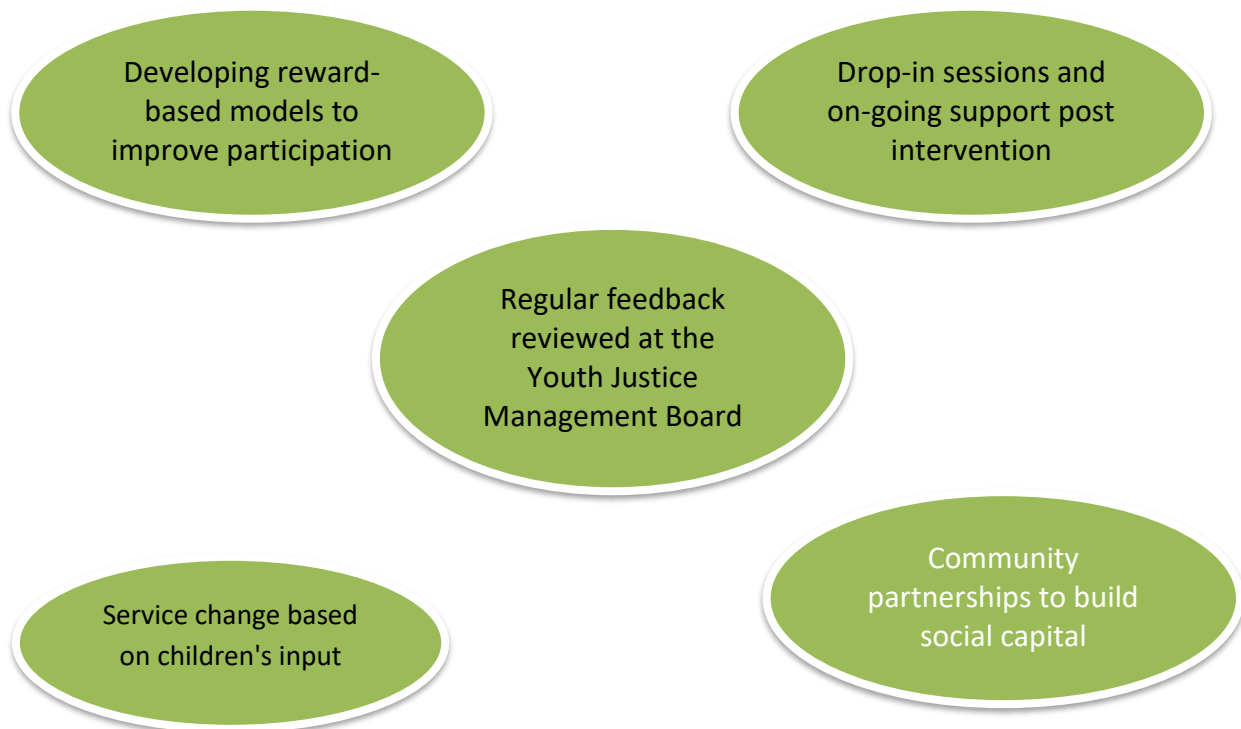 Developing reward-
based models to
improve participation
Drop-in sessions and
on-going support post
intervention
Regular feedback
reviewed at the
Youth Justice
Management Board
Service change based
on children's input
Community
partnerships to build
social capital